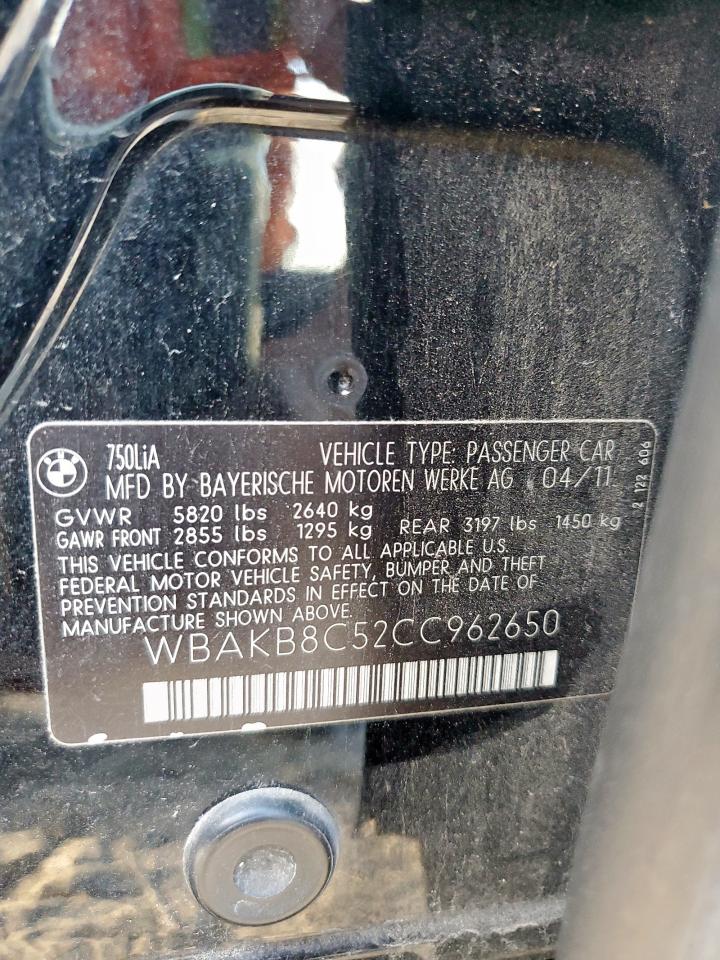 BMW
750LiA VEHICLE TYPE: PASSENGER CAR
MFD BY BAYERISCHE MOTOREN WERKE AG 04/11
GVWR 5820 lbs 2640 kg
GAWR FRONT 2855 lbs 1295 kg REAR 3197 lbs 1450 kg
THIS VEHICLE CONFORMS TO ALL APPLICABLE U.S.
FEDERAL MOTOR VEHICLE SAFETY, BUMPER AND THEFT
PREVENTION STANDARDS IN EFFECT ON THE DATE OF
MANUFACTURE SHOWN ABOVE.
WBAKB8C52CC962650
2 122 606